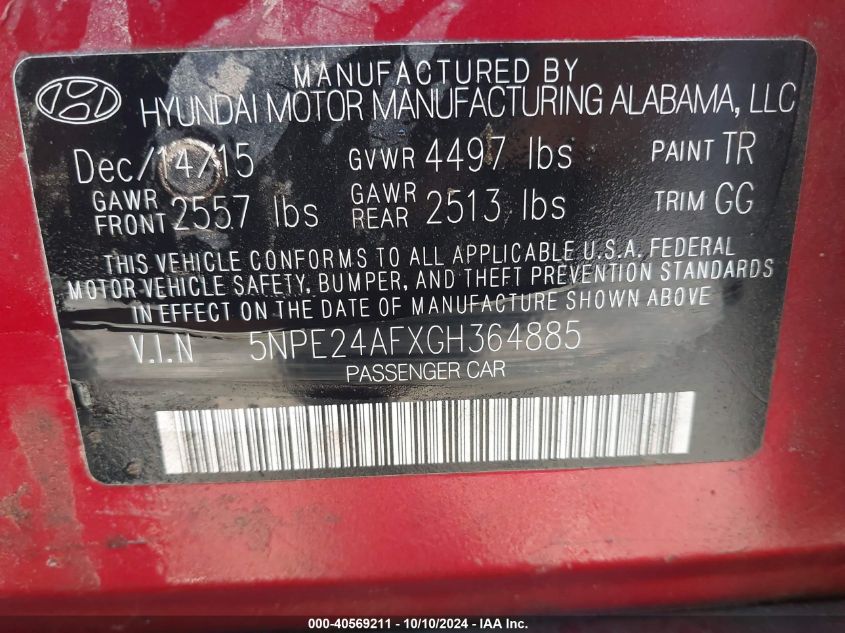 MANUFACTURED BY
HYUNDAI MOTOR MANUFACTURING ALABAMA, LLC
Dec/14/15 GVWR 4497 lbs PAINT TR
GAWR FRONT 2557 lbs GAWR REAR 2513 lbs TRIM GG
THIS VEHICLE CONFORMS TO ALL APPLICABLE U.S.A. FEDERAL
MOTOR-VEHICLE SAFETY, BUMPER, AND THEFT PREVENTION STANDARDS
IN EFFECT ON THE DATE OF MANUFACTURE SHOWN ABOVE
V.I.N 5NPE24AFXGH364885
PASSENGER CAR
000-40569211 - 10/10/2024 - IAA Inc.